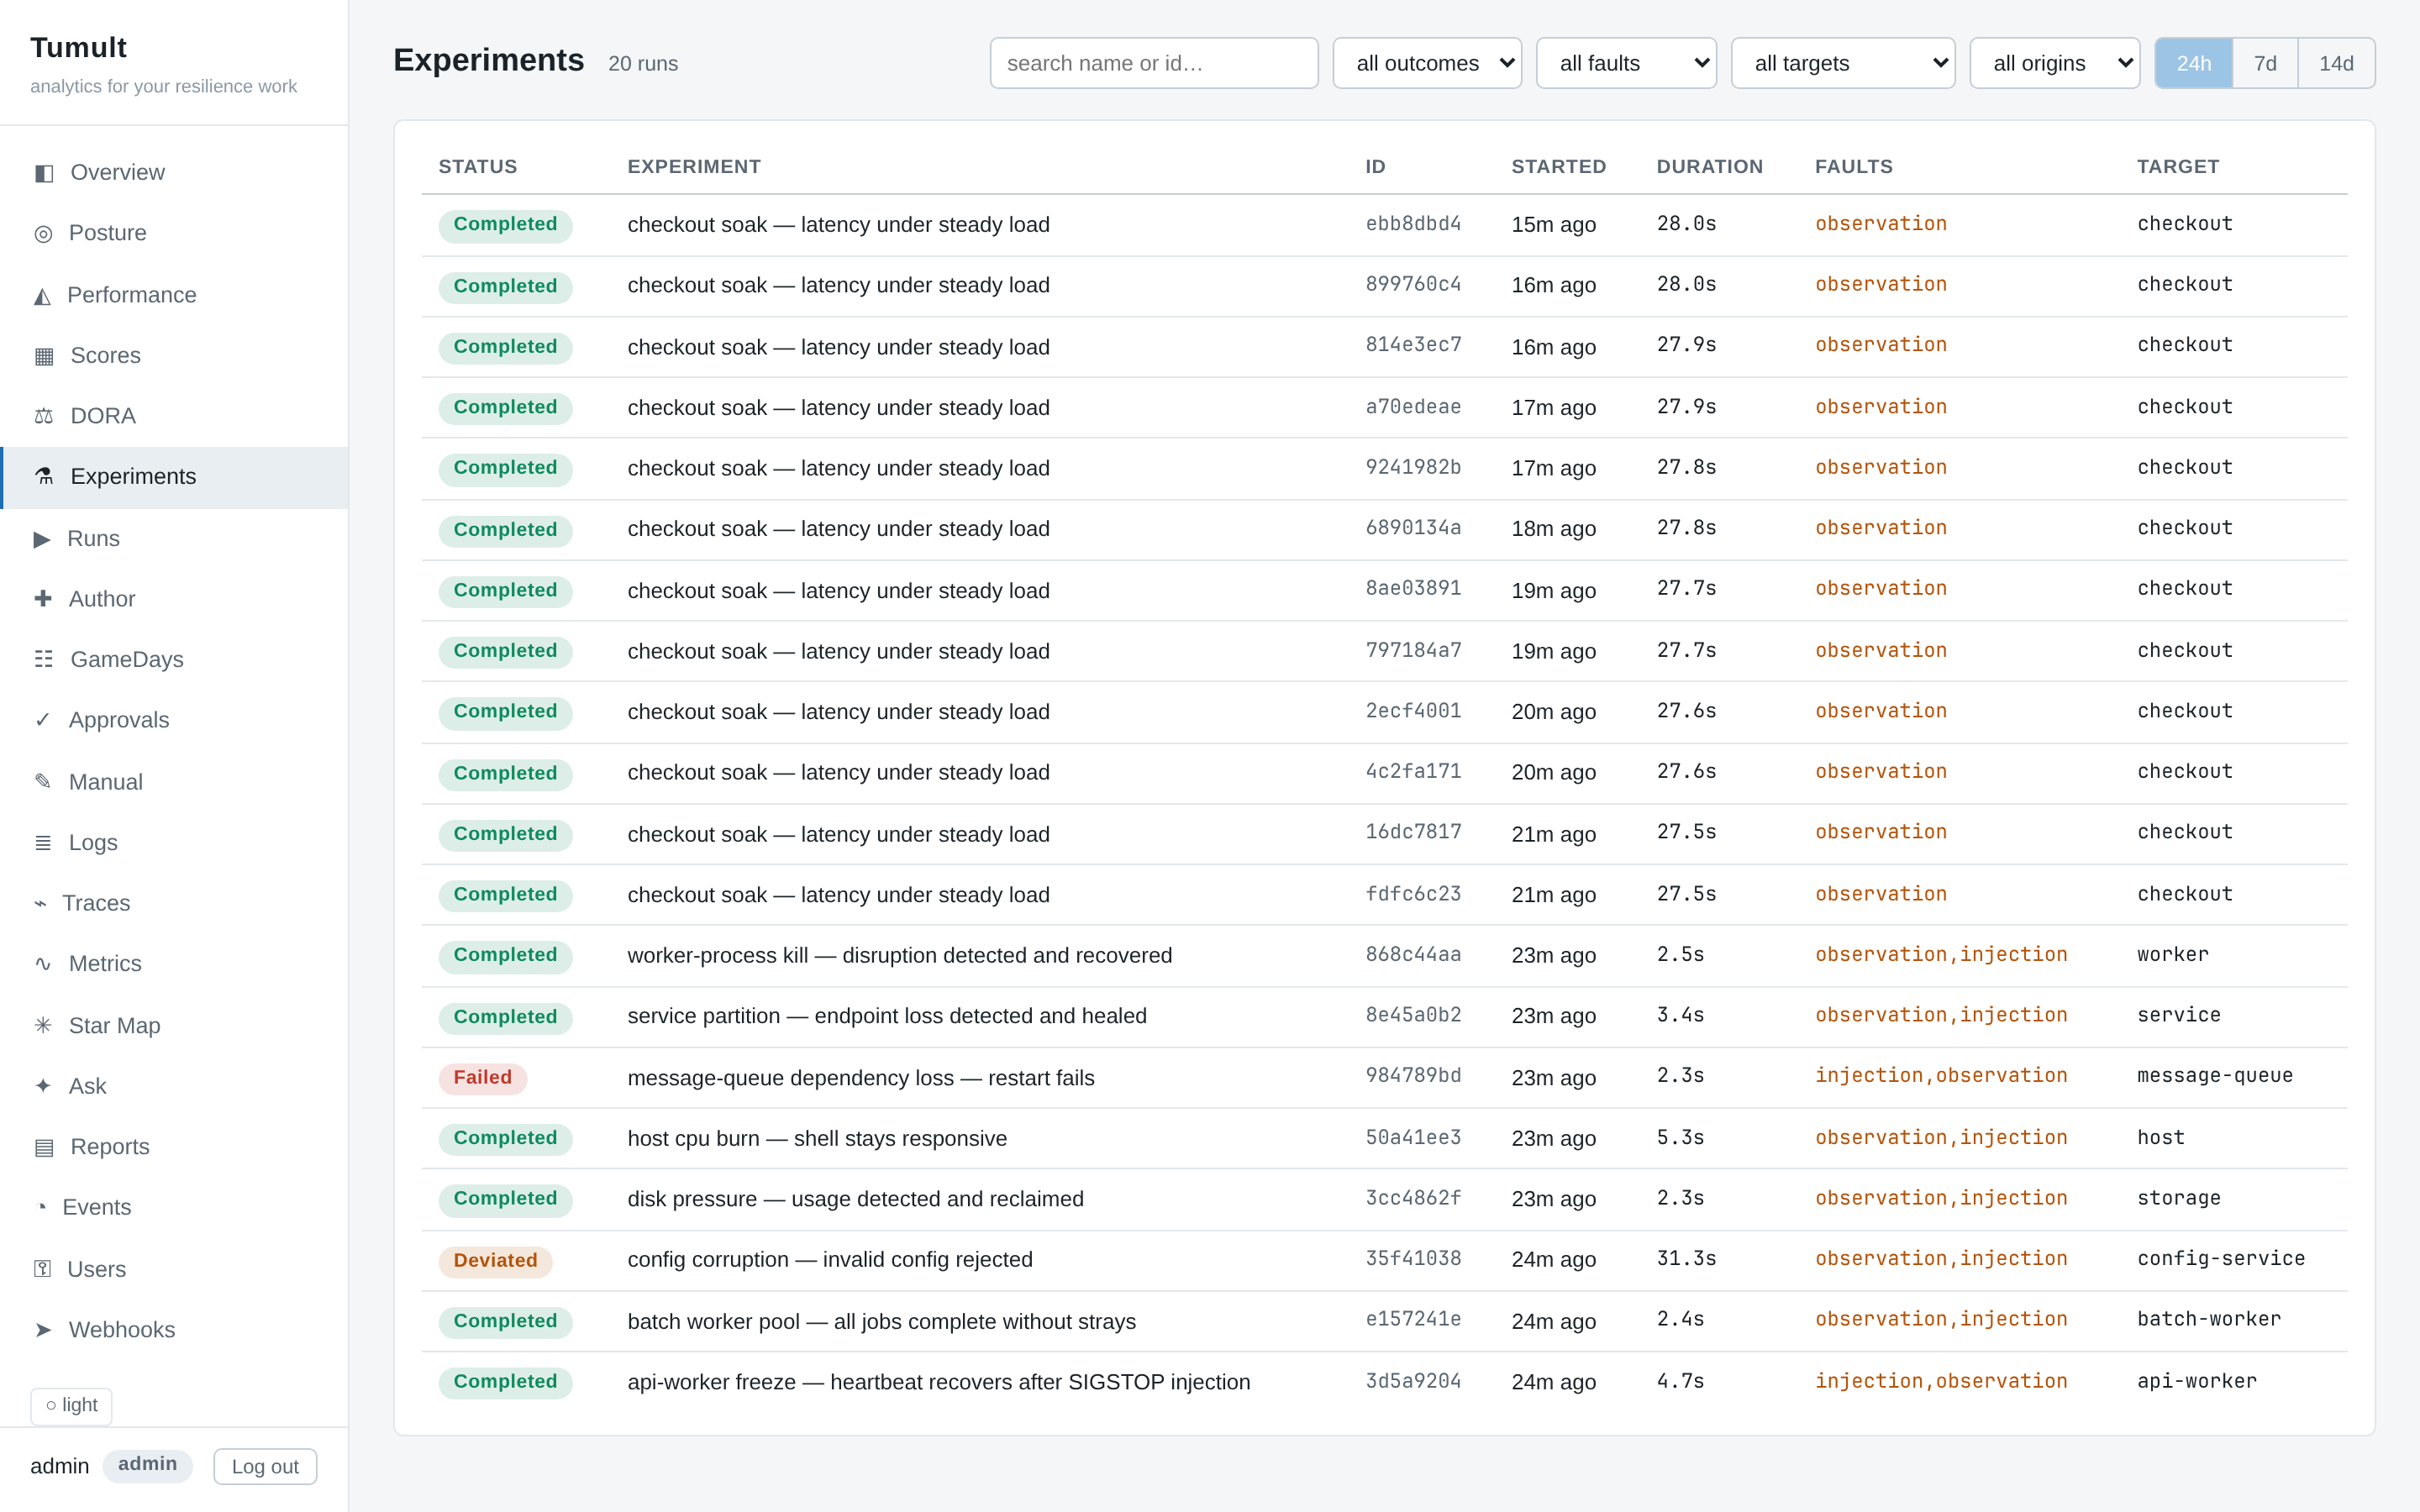 Tumult
analytics for your resilience work
Overview
Posture
Performance
Scores
DORA
Experiments
Runs
Author
GameDays
Approvals
Manual
Logs
Traces
Metrics
Star Map
Ask
Reports
Events
Users
Webhooks
○ light
admin admin Log out
Experiments 20 runs search name or id… all outcomes all faults all targets all origins 24h 7d 14d
STATUS EXPERIMENT ID STARTED DURATION FAULTS TARGET
Completed checkout soak — latency under steady load ebb8dbd4 15m ago 28.0s observation checkout
Completed checkout soak — latency under steady load 899760c4 16m ago 28.0s observation checkout
Completed checkout soak — latency under steady load 814e3ec7 16m ago 27.9s observation checkout
Completed checkout soak — latency under steady load a70edeae 17m ago 27.9s observation checkout
Completed checkout soak — latency under steady load 9241982b 17m ago 27.8s observation checkout
Completed checkout soak — latency under steady load 6890134a 18m ago 27.8s observation checkout
Completed checkout soak — latency under steady load 8ae03891 19m ago 27.7s observation checkout
Completed checkout soak — latency under steady load 797184a7 19m ago 27.7s observation checkout
Completed checkout soak — latency under steady load 2ecf4001 20m ago 27.6s observation checkout
Completed checkout soak — latency under steady load 4c2fa171 20m ago 27.6s observation checkout
Completed checkout soak — latency under steady load 16dc7817 21m ago 27.5s observation checkout
Completed checkout soak — latency under steady load fdfc6c23 21m ago 27.5s observation checkout
Completed worker-process kill — disruption detected and recovered 868c44aa 23m ago 2.5s observation,injection worker
Completed service partition — endpoint loss detected and healed 8e45a0b2 23m ago 3.4s observation,injection service
Failed message-queue dependency loss — restart fails 984789bd 23m ago 2.3s injection,observation message-queue
Completed host cpu burn — shell stays responsive 50a41ee3 23m ago 5.3s observation,injection host
Completed disk pressure — usage detected and reclaimed 3cc4862f 23m ago 2.3s observation,injection storage
Deviated config corruption — invalid config rejected 35f41038 24m ago 31.3s observation,injection config-service
Completed batch worker pool — all jobs complete without strays e157241e 24m ago 2.4s observation,injection batch-worker
Completed api-worker freeze — heartbeat recovers after SIGSTOP injection 3d5a9204 24m ago 4.7s injection,observation api-worker